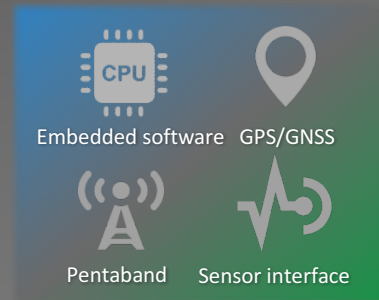 CPU
Embedded software GPS/GNSS
Pentaband Sensor interface